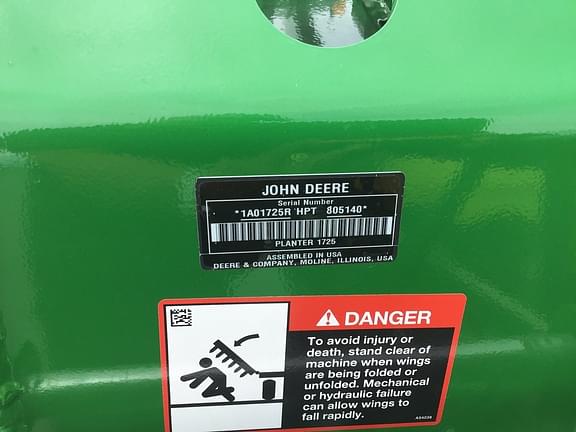 JOHN DEERE
Serial Number
*1A01725R HPT 805140*
PLANTER 1725
ASSEMBLED IN USA
DEERE & COMPANY, MOLINE, ILLINOIS, USA
DANGER
To avoid injury or
death, stand clear of
machine when wings
are being folded or
unfolded. Mechanical
or hydraulic failure
can allow wings to
fall rapidly.